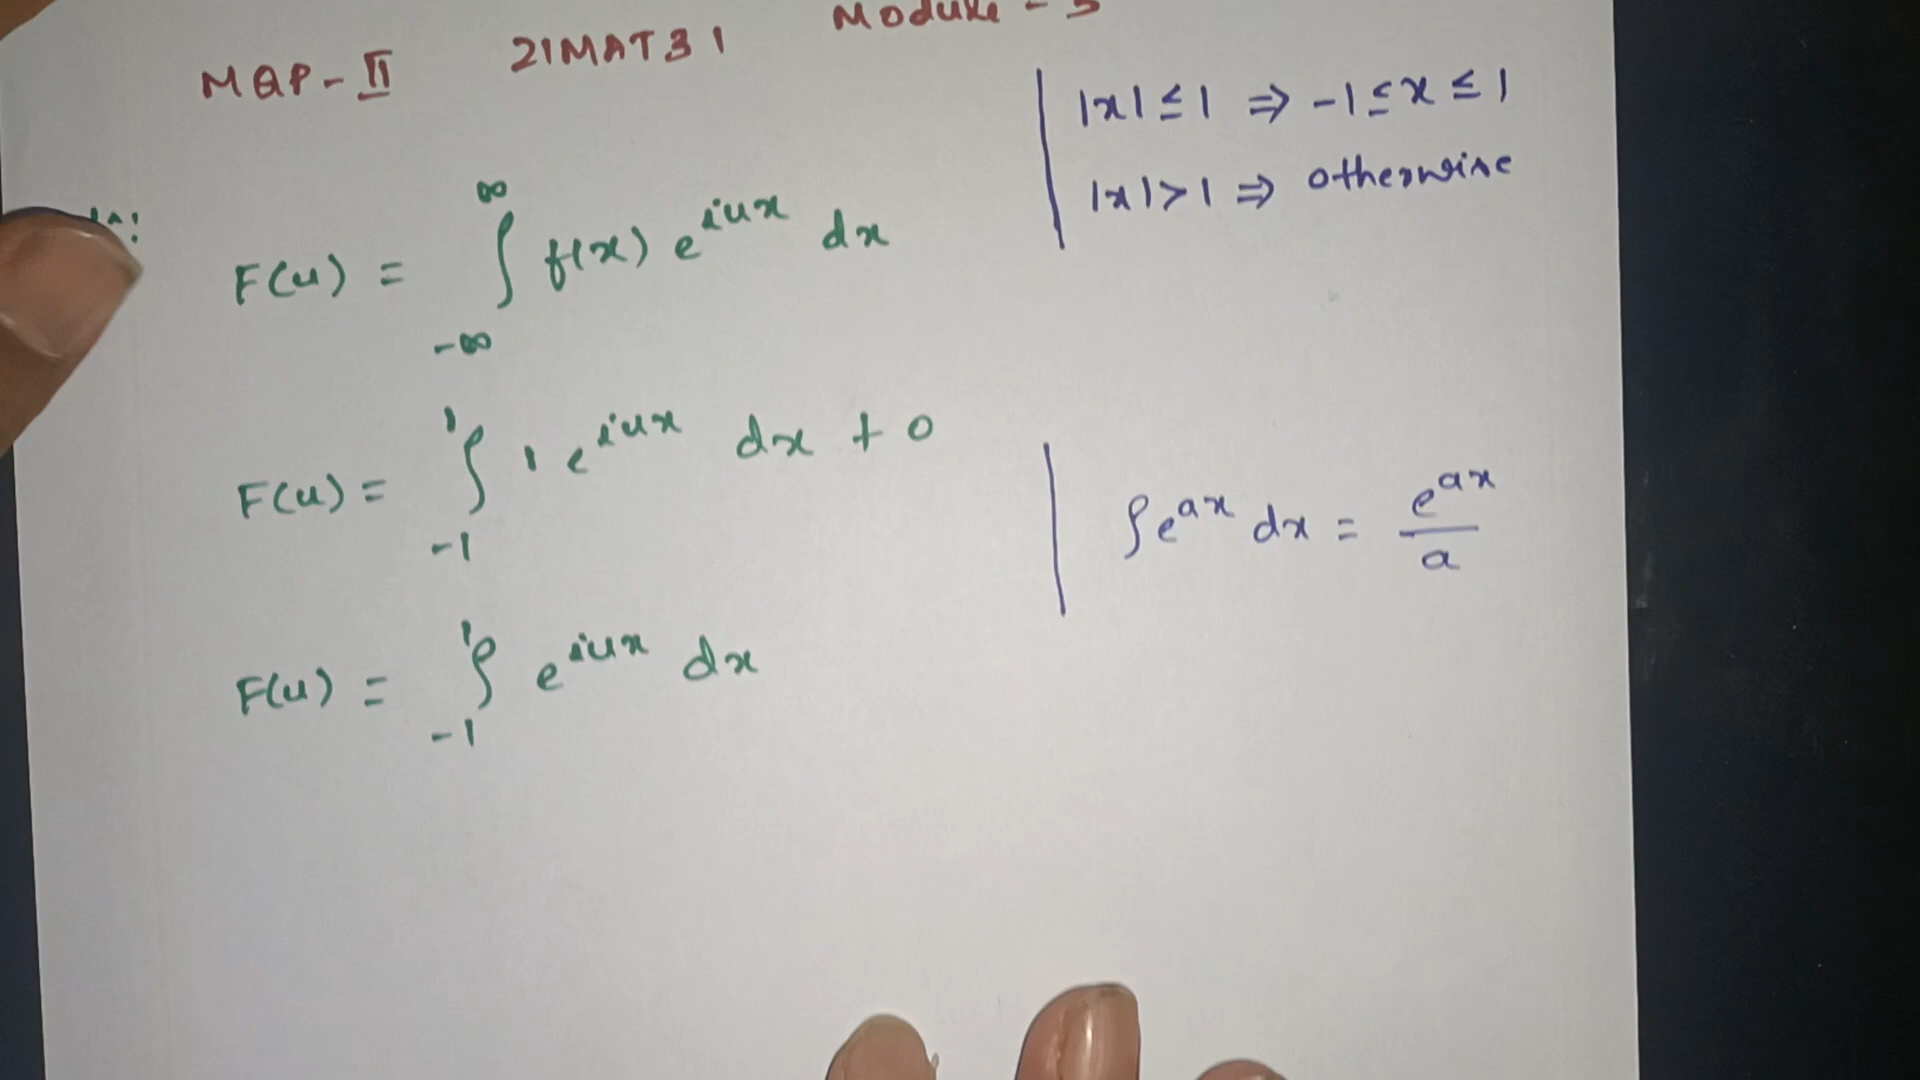 MQP-II 21MAT31 Module - 3
|x| ≤ 1 ⇒ -1 ≤ x ≤ 1
|x| > 1 ⇒ otherwise
F(u) = ∫_{-∞}^{∞} f(x) e^{iux} dx
F(u) = ∫_{-1}^{1} 1 e^{iux} dx + 0
∫ e^{ax} dx = e^{ax}/a
F(u) = ∫_{-1}^{1} e^{iux} dx